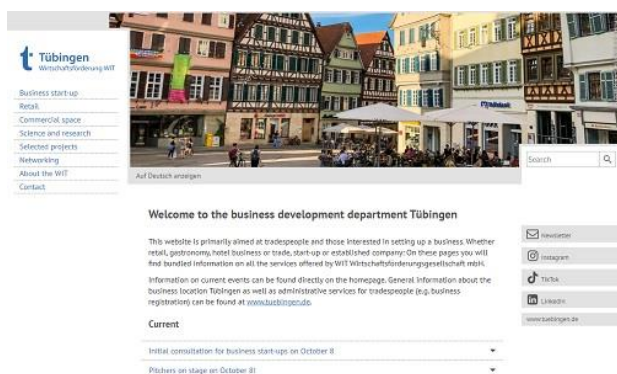 Tübingen
Wirtschaftsförderung WIT
Business start-up
Retail
Commercial space
Science and research
Selected projects
Networking
About the WIT
Contact
Search
Auf Deutsch anzeigen
Welcome to the business development department Tübingen
This website is primarily aimed at tradespeople and those interested in setting up a business. Whether
retail, gastronomy, hotel business or trade, start-up or established company: On these pages you will
find bundled information on all the services offered by WIT Wirtschaftsförderungsgesellschaft mbH.
Information on current events can be found directly on the homepage. General information about the
business location Tübingen as well as administrative services for tradespeople (e.g. business
registration) can be found at www.tuebingen.de.
Current
Initial consultation for business start-ups on October 8
Pitchers on stage on October 8!
Newsletter
Instagram
TikTok
LinkedIn
www.tuebingen.de